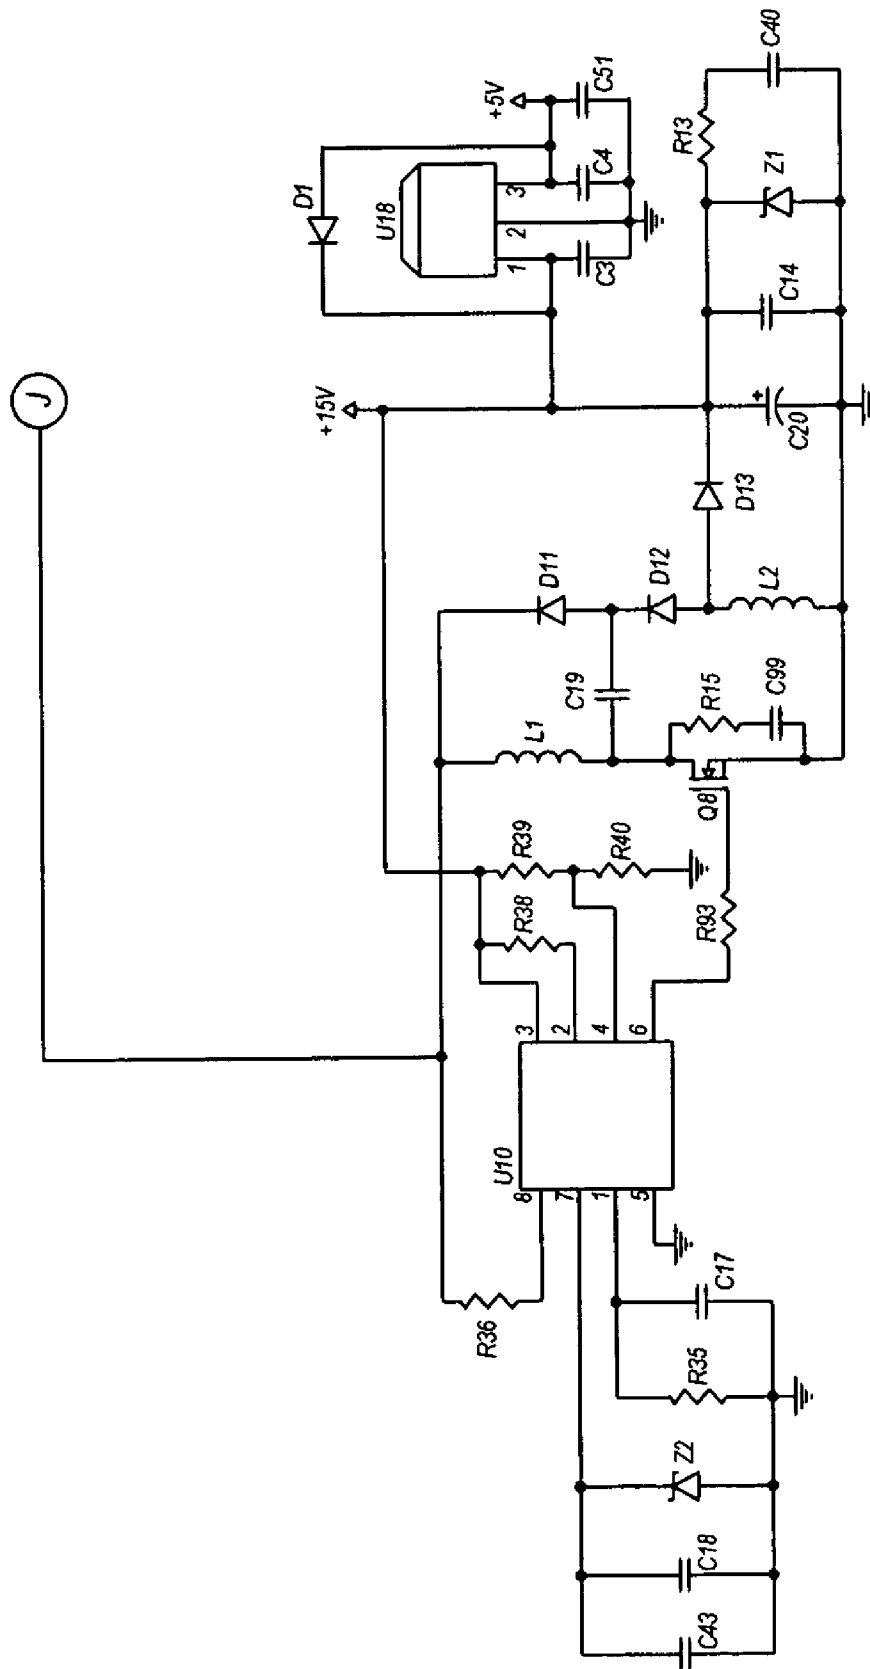 J
+15V
D1
U18
+5V
1
2
3
C3
C4
C51
R13
C40
Z1
C14
C20
D13
D11
D12
L2
C19
L1
R15
C99
Q8
R39
R40
R38
R93
3
2
4
6
U10
8
7
1
5
R36
C17
R35
Z2
C18
C43